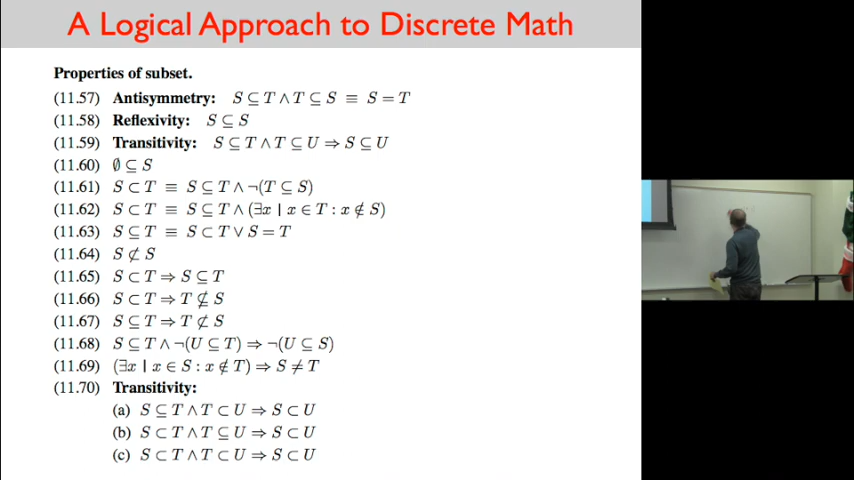 A Logical Approach to Discrete Math
Properties of subset.
(11.57) Antisymmetry: S ⊆ T ∧ T ⊆ S ≡ S = T
(11.58) Reflexivity: S ⊆ S
(11.59) Transitivity: S ⊆ T ∧ T ⊆ U ⇒ S ⊆ U
(11.60) ∅ ⊆ S
(11.61) S ⊂ T ≡ S ⊆ T ∧ ¬(T ⊆ S)
(11.62) S ⊂ T ≡ S ⊆ T ∧ (∃x | x ∈ T : x ∉ S)
(11.63) S ⊆ T ≡ S ⊂ T ∨ S = T
(11.64) S ⊄ S
(11.65) S ⊂ T ⇒ S ⊆ T
(11.66) S ⊂ T ⇒ T ⊈ S
(11.67) S ⊆ T ⇒ T ⊄ S
(11.68) S ⊆ T ∧ ¬(U ⊆ T) ⇒ ¬(U ⊆ S)
(11.69) (∃x | x ∈ S : x ∉ T) ⇒ S ≠ T
(11.70) Transitivity:
(a) S ⊆ T ∧ T ⊂ U ⇒ S ⊂ U
(b) S ⊂ T ∧ T ⊆ U ⇒ S ⊂ U
(c) S ⊂ T ∧ T ⊂ U ⇒ S ⊂ U